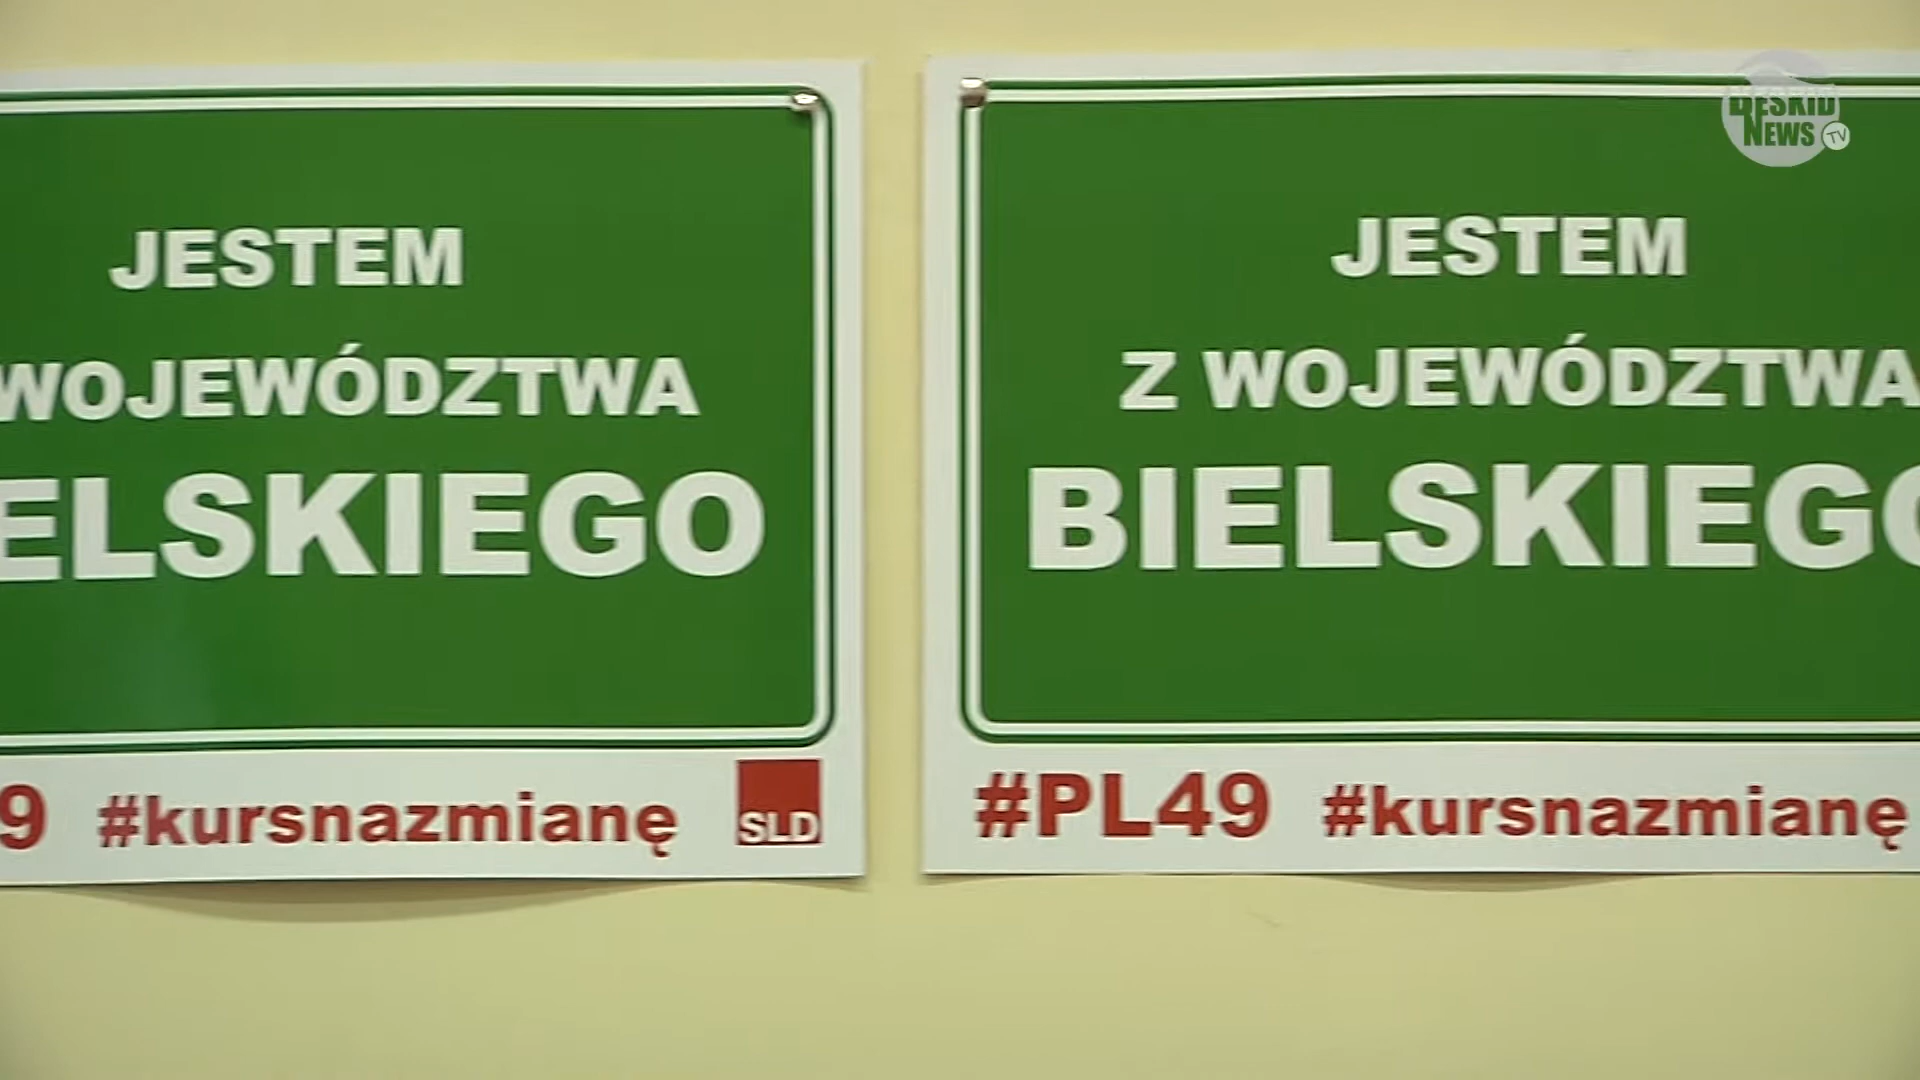 JESTEM
WOJEWÓDZTWA
ELSKIEGO
9 #kursnazmianę
SLD
JESTEM
Z WOJEWÓDZTWA
BIELSKIEGO
#PL49 #kursnazmianę
BESKID
NEWS TV